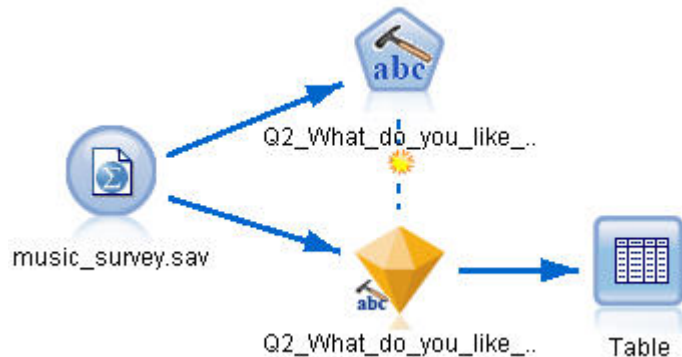 abc
Q2_What_do_you_like_..
Σ
music_survey.sav
abc
Q2_What_do_you_like_..
Table